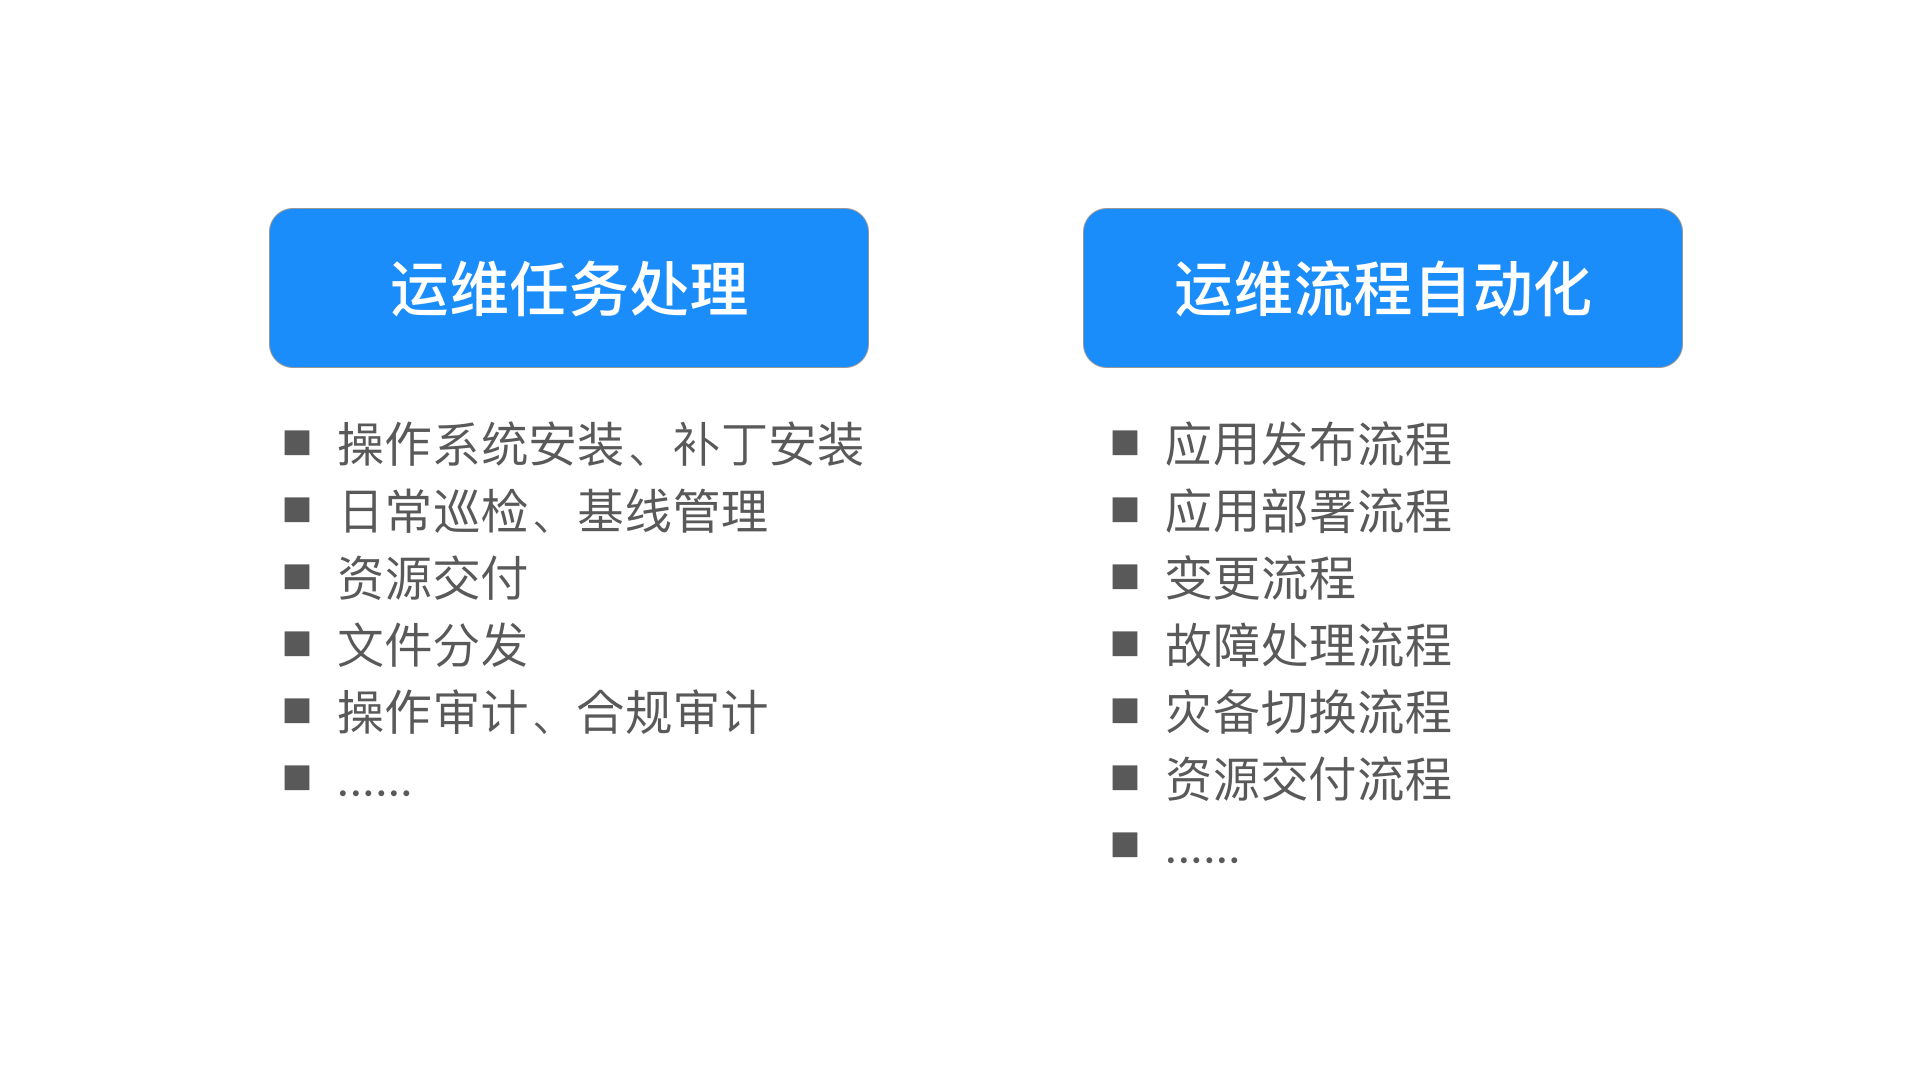 运维任务处理
■ 操作系统安装、补丁安装
■ 日常巡检、基线管理
■ 资源交付
■ 文件分发
■ 操作审计、合规审计
■ ......
运维流程自动化
■ 应用发布流程
■ 应用部署流程
■ 变更流程
■ 故障处理流程
■ 灾备切换流程
■ 资源交付流程
■ ......